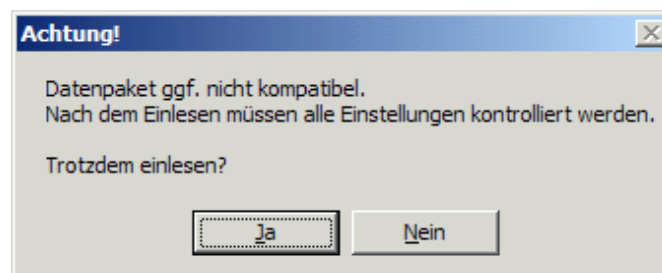 Achtung!
Datenpaket ggf. nicht kompatibel.
Nach dem Einlesen müssen alle Einstellungen kontrolliert werden.
Trotzdem einlesen?
Ja
Nein